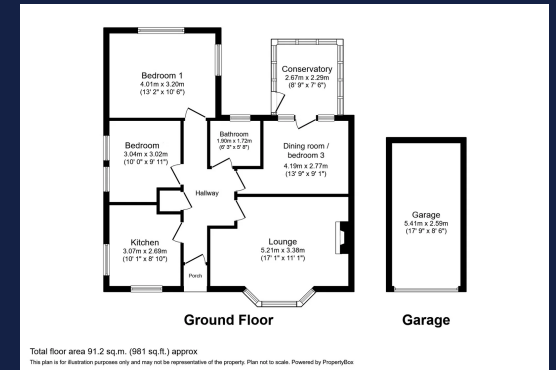 Conservatory
2.67m x 2.29m
(8' 9" x 7' 6")
Bedroom 1
4.01m x 3.20m
(13' 2" x 10' 6")
Bathroom
1.90m x 1.72m
(6' 3" x 5' 8")
Bedroom
3.04m x 3.02m
(10' 0" x 9' 11")
Dining room /
bedroom 3
4.19m x 2.77m
(13' 9" x 9' 1")
Hallway
Garage
5.41m x 2.59m
(17' 9" x 8' 6")
Kitchen
3.07m x 2.69m
(10' 1" x 8' 10")
Lounge
5.21m x 3.38m
(17' 1" x 11' 1")
Porch
Ground Floor
Garage
Total floor area 91.2 sq.m. (981 sq.ft.) approx
This plan is for illustration purposes only and may not be representative of the property. Plan not to scale. Powered by PropertyBox